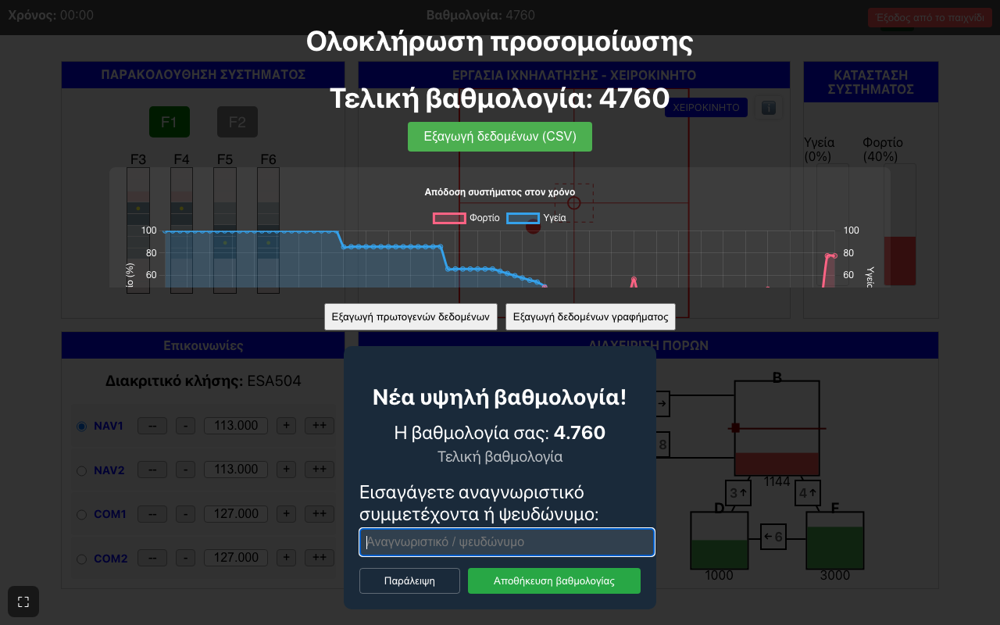 Χρόνος: 00:00
Βαθμολογία: 4760
Έξοδος από το παιχνίδι
Ολοκλήρωση προσομοίωσης
ΠΑΡΑΚΟΛΟΥΘΗΣΗ ΣΥΣΤΗΜΑΤΟΣ
ΕΡΓΑΣΙΑ ΙΧΝΗΛΑΤΗΣΗΣ - ΧΕΙΡΟΚΙΝΗΤΟ
ΚΑΤΑΣΤΑΣΗ
ΣΥΣΤΗΜΑΤΟΣ
Τελική βαθμολογία: 4760
ΧΕΙΡΟΚΙΝΗΤΟ
F1
F2
Εξαγωγή δεδομένων (CSV)
F3 F4 F5 F6
Υγεία
(0%)
Φορτίο
(40%)
Απόδοση συστήματος στον χρόνο
Φορτίο Υγεία
100
80
60
100
80
60
Εξαγωγή πρωτογενών δεδομένων
Εξαγωγή δεδομένων γραφήματος
Επικοινωνίες
ΔΙΑΧΕΙΡΙΣΗ ΠΟΡΩΝ
Διακριτικό κλήσης: ESA504
NAV1 -- - 113.000 + ++
NAV2 -- - 113.000 + ++
COM1 -- - 127.000 + ++
COM2 -- - 127.000 + ++
Νέα υψηλή βαθμολογία!
Η βαθμολογία σας: 4.760
Τελική βαθμολογία
Εισαγάγετε αναγνωριστικό
συμμετέχοντα ή ψευδώνυμο:
Αναγνωριστικό / ψευδώνυμο
Παράλειψη
Αποθήκευση βαθμολογίας
B
→
8
1144
3 ↑
4 ↑
D
← 6
1000
3000